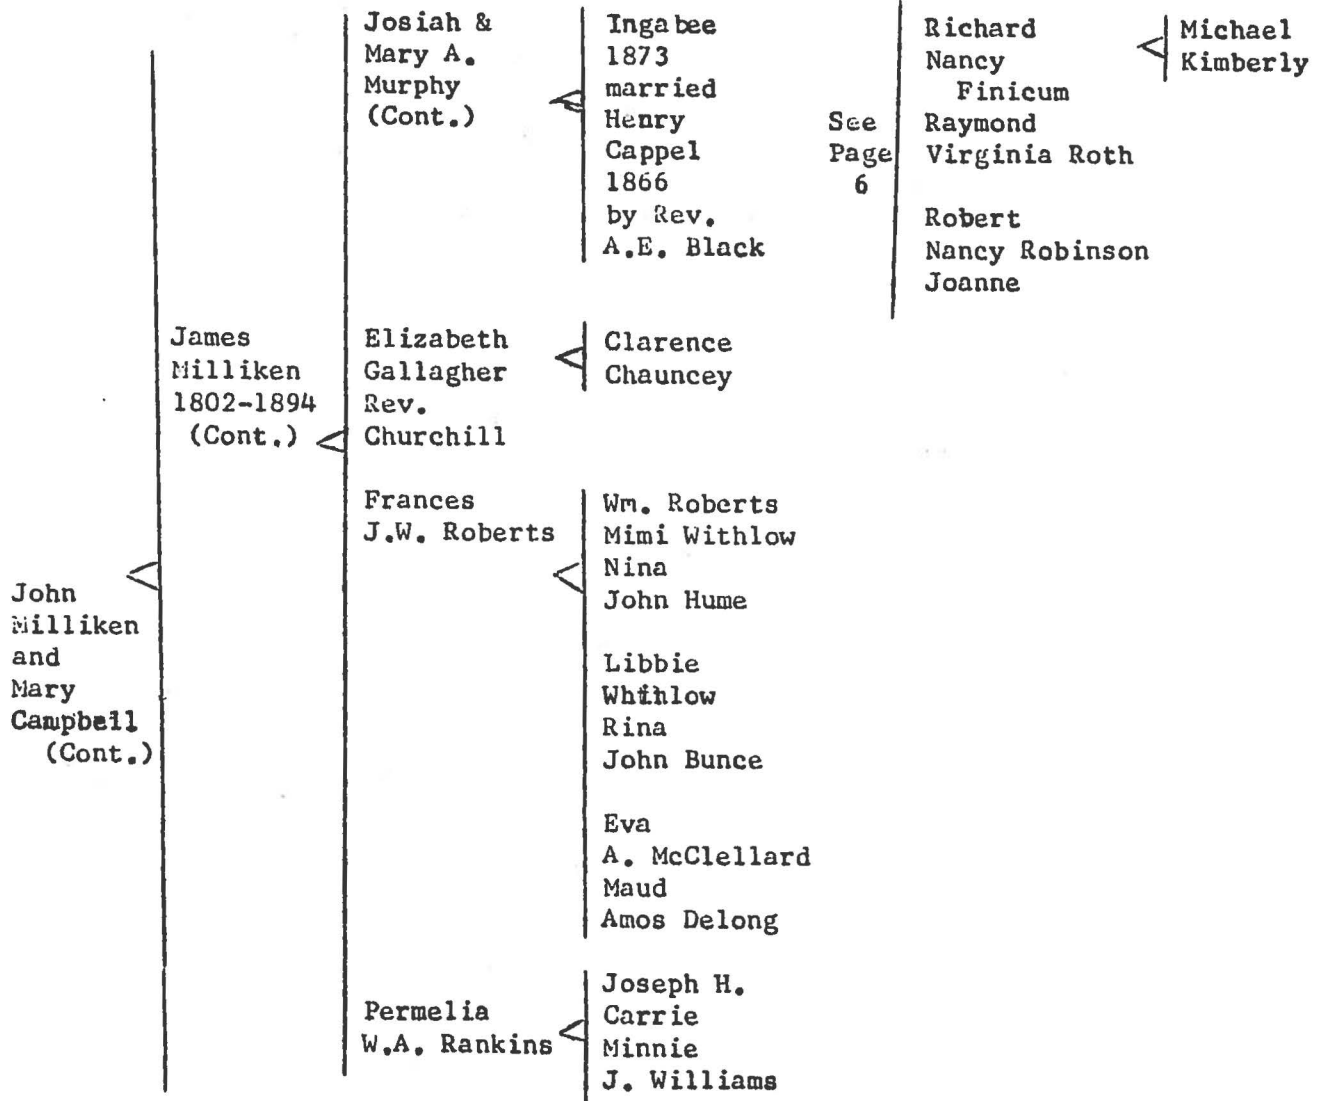 John
Milliken
and
Mary
Campbell
(Cont.)
James
Milliken
1802-1894
(Cont.)
Josiah &
Mary A.
Murphy
(Cont.)
Ingabee
1873
married
Henry
Cappel
1866
by Rev.
A.E. Black
See
Page
6
Richard
Nancy
Finicum
Raymond
Virginia Roth
Robert
Nancy Robinson
Joanne
Michael
Kimberly
Elizabeth
Gallagher
Rev.
Churchill
Clarence
Chauncey
Frances
J.W. Roberts
Wm. Roberts
Mimi Withlow
Nina
John Hume
Libbie
Whihlow
Rina
John Bunce
Eva
A. McClellard
Maud
Amos Delong
Permelia
W.A. Rankins
Joseph H.
Carrie
Minnie
J. Williams